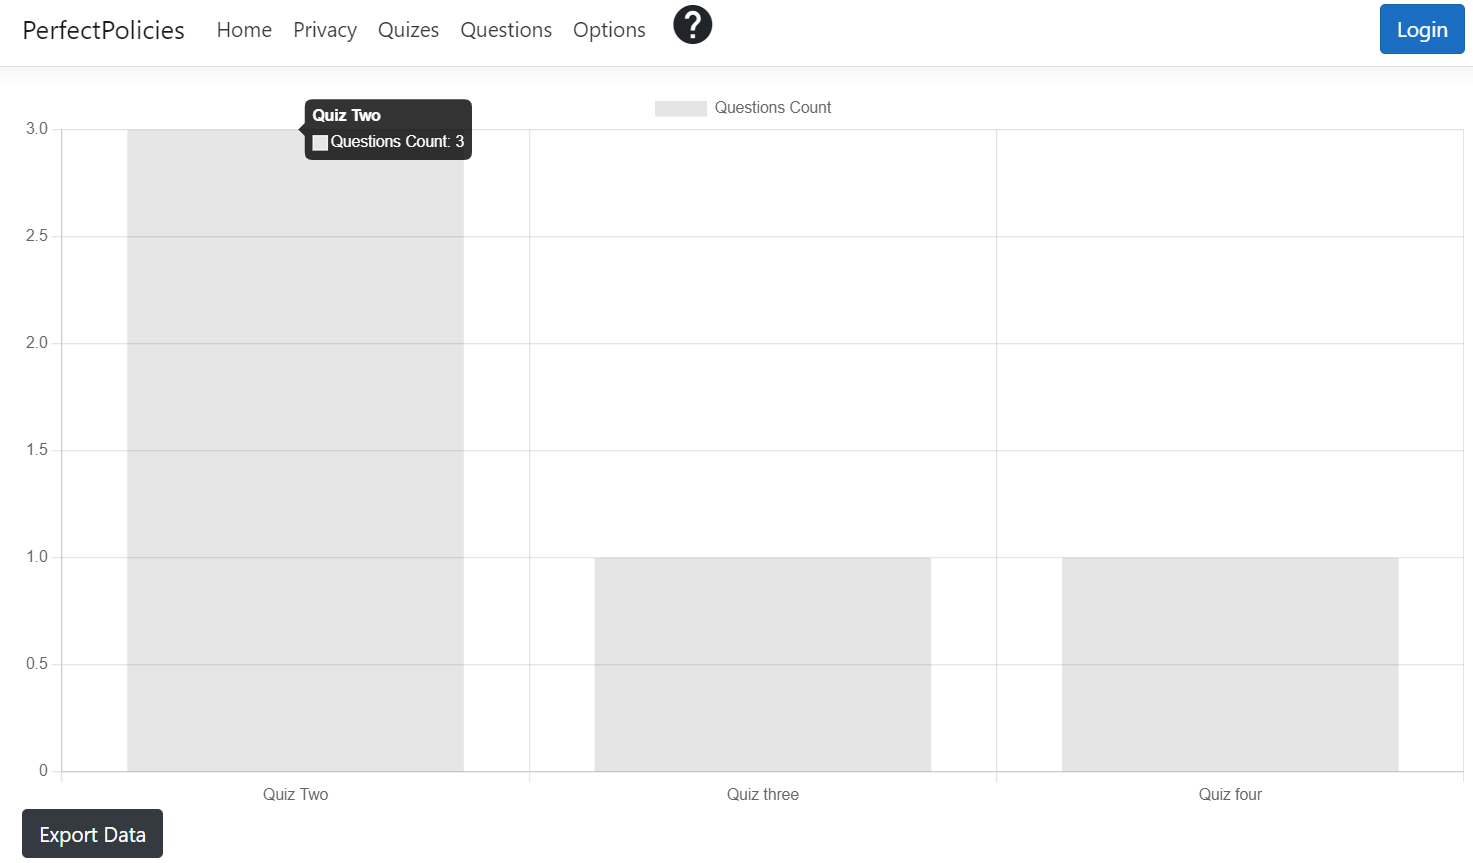 PerfectPolicies Home Privacy Quizes Questions Options ? Login
Questions Count
Quiz Two
Questions Count: 3
3.0
2.5
2.0
1.5
1.0
0.5
0
Quiz Two Quiz three Quiz four
Export Data